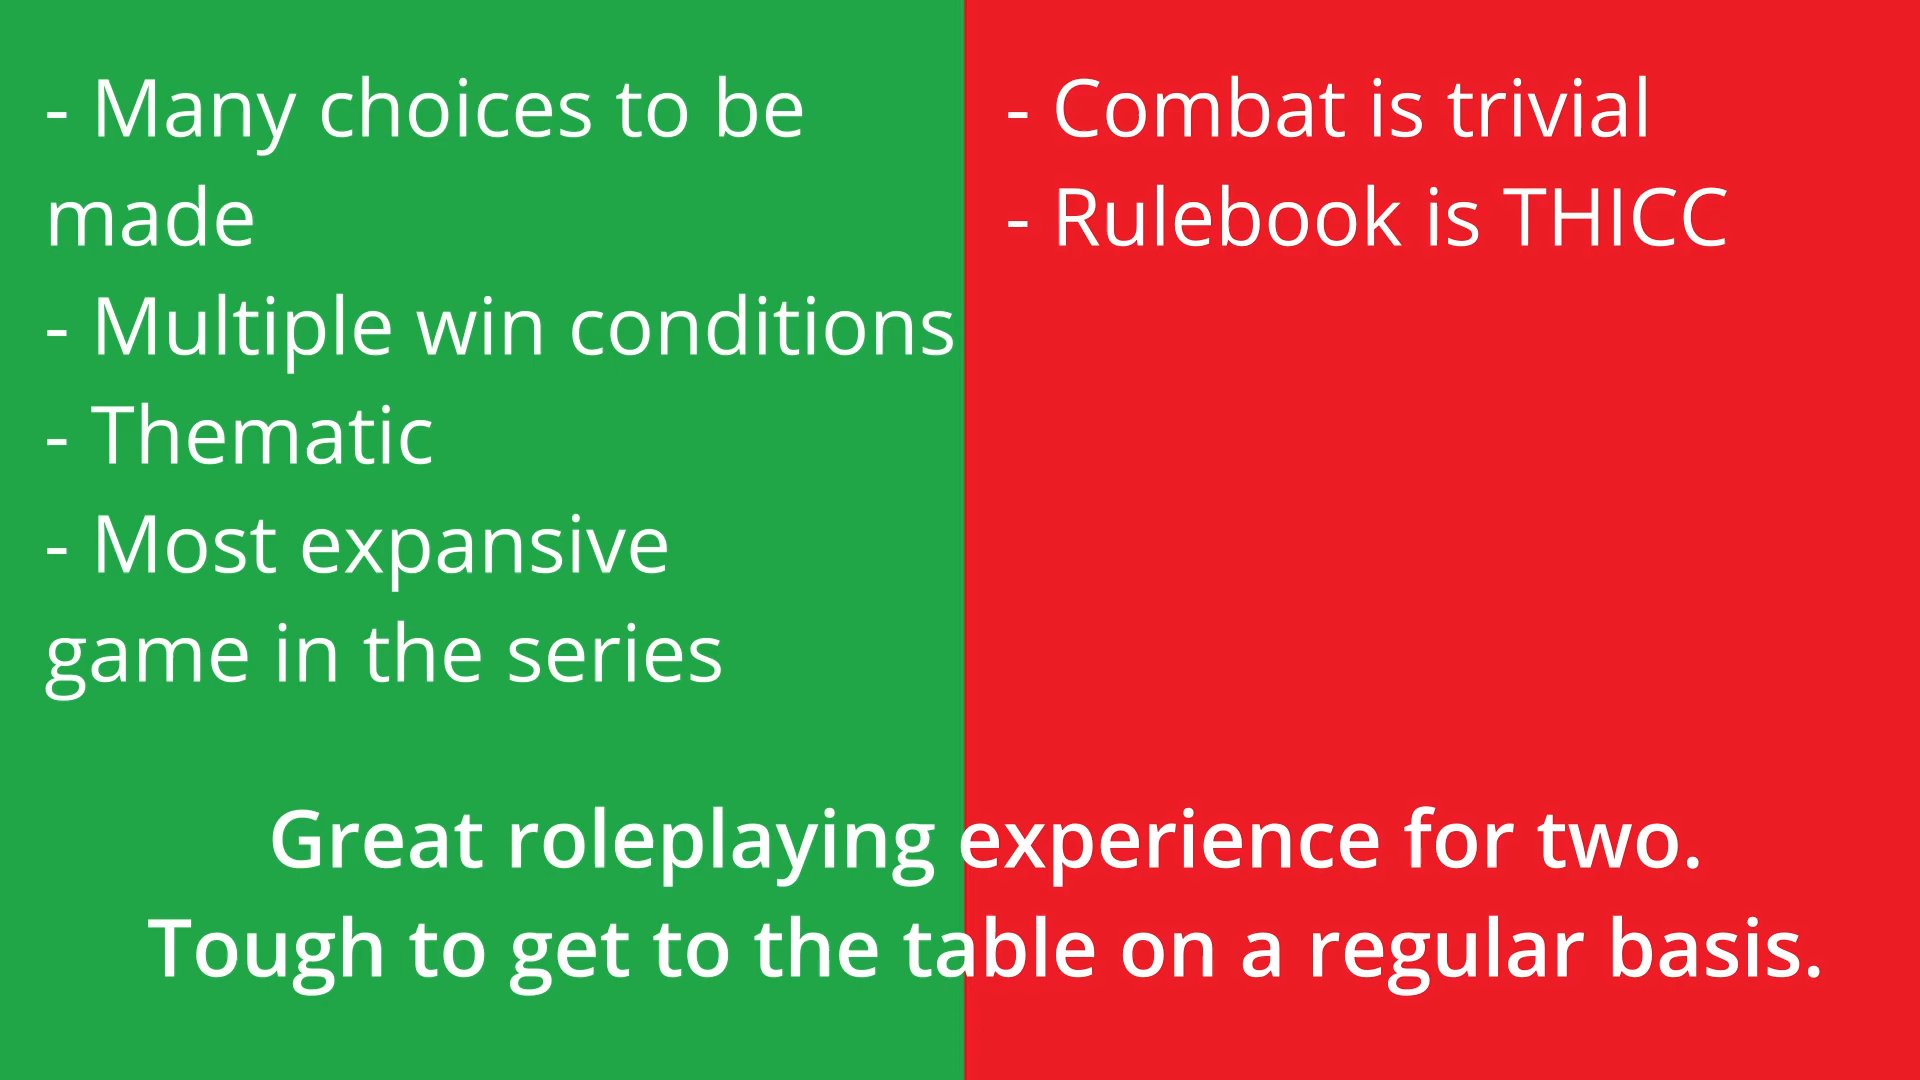 - Many choices to be
made
- Multiple win conditions
- Thematic
- Most expansive
game in the series
- Combat is trivial
- Rulebook is THICC
Great roleplaying experience for two.
Tough to get to the table on a regular basis.